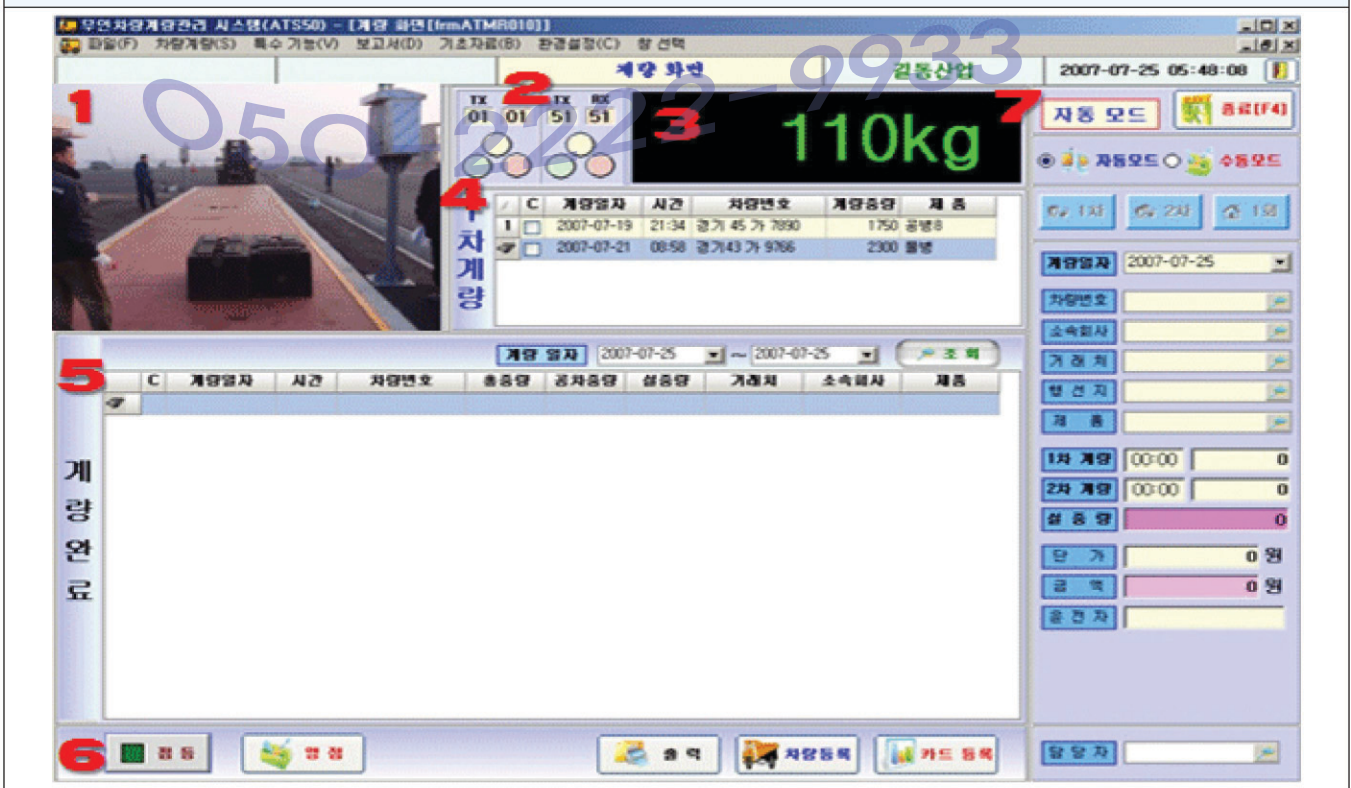 무인차량계량관리 시스템(ATS50) - [계량 화면[frmATMR010]]
파일(F) 차량계량(S) 특수 기능(V) 보고서(D) 기초자료(B) 환경설정(C) 창 선택
계량 화면 길동산업 2007-07-25 05:48:08
050-2222-9933
1 2 3 7
TX TX RX
01 01 51 51
110kg
자동 모드 종료[F4]
자동모드 수동모드
4
차계량
C 계량일자 시간 차량번호 계량중량 제 품
1 2007-07-19 21:34 경기 45 가 7890 1750 공병8
2007-07-21 08:58 경기43 가 9766 2300 물병
1차 2차 1회
계량일자 2007-07-25
차량번호
소속회사
거 래 처
행 선 지
제 품
1차 계량 00:00 0
2차 계량 00:00 0
실 중 량 0
단 가 0 원
금 액 0 원
운 전 자
계량 일자 2007-07-25 ~ 2007-07-25 조 회
5
C 계량일자 시간 차량번호 총중량 공차중량 실중량 거래처 소속회사 제품
계량완료
6
점 등 영 점 출 력 차량등록 카드 등록
담 당 자